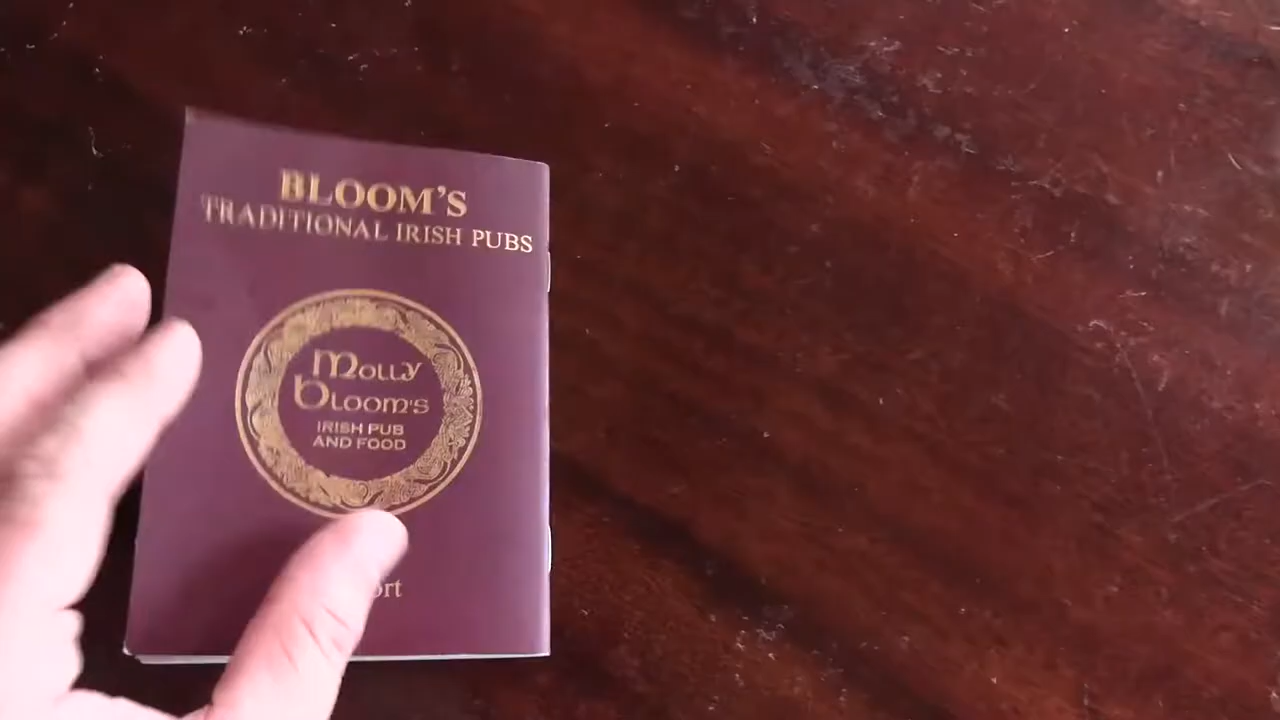 BLOOM'S
TRADITIONAL IRISH PUBS
Molly
Bloom's
IRISH PUB
AND FOOD